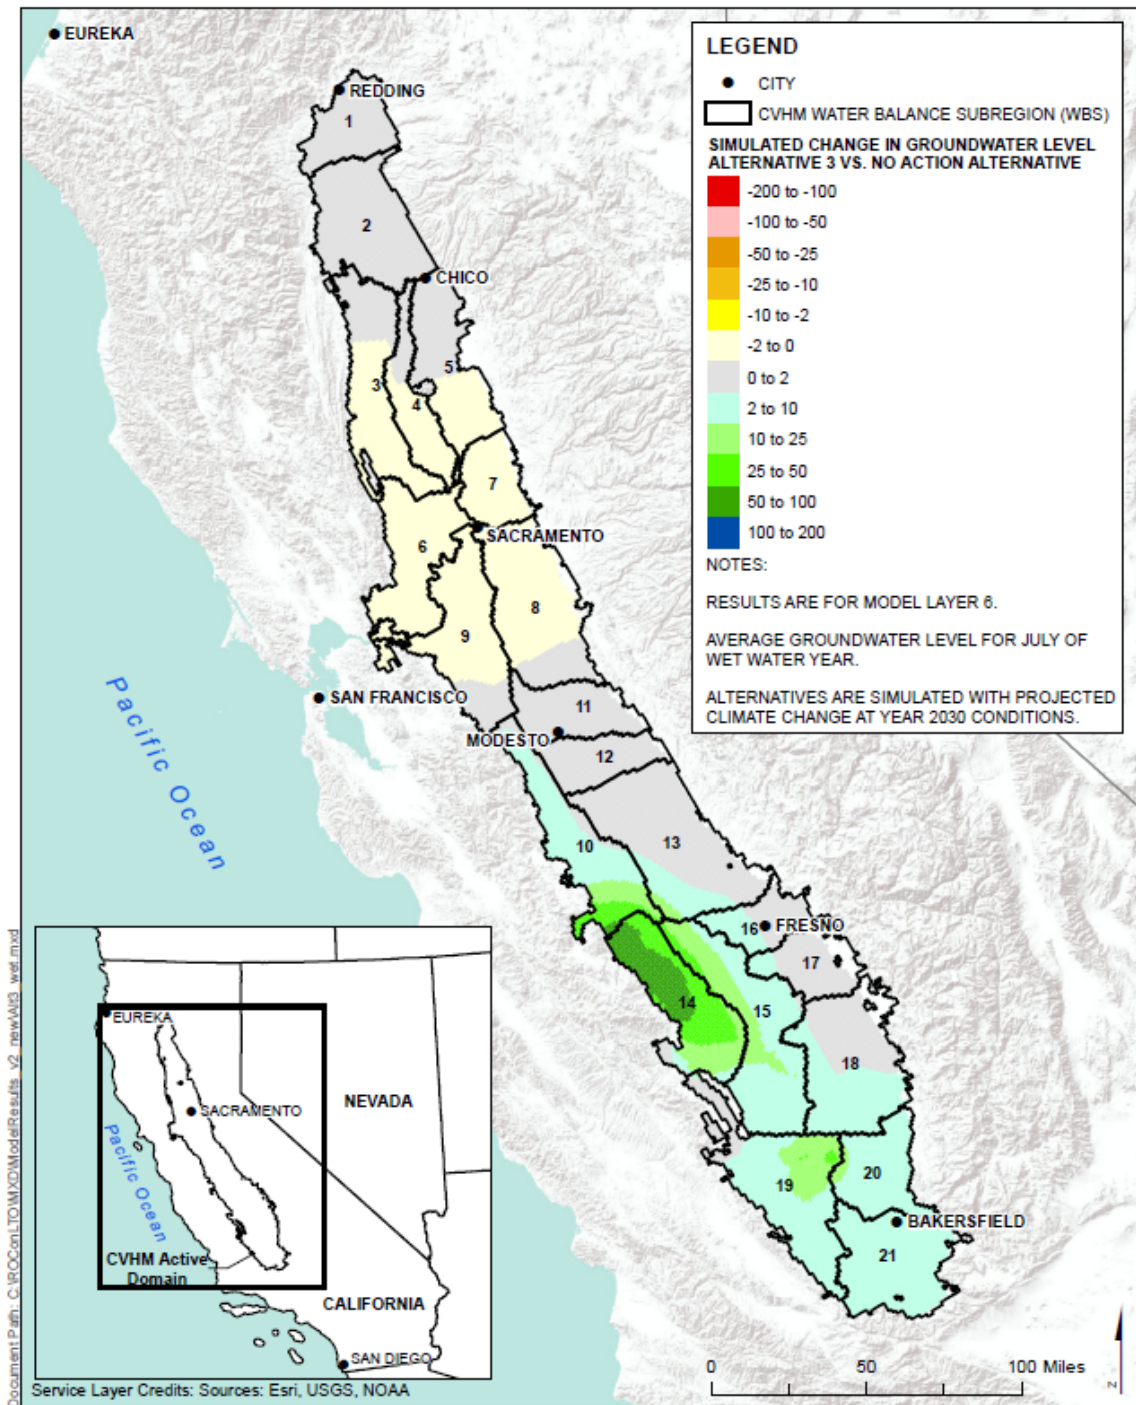 EUREKA
REDDING
1
2
CHICO
3
4
5
6
7
SACRAMENTO
8
9
SAN FRANCISCO
11
MODESTO
12
10
13
16
FRESNO
17
14
15
18
19
20
BAKERSFIELD
21
Pacific Ocean
LEGEND
CITY
CVHM WATER BALANCE SUBREGION (WBS)
SIMULATED CHANGE IN GROUNDWATER LEVEL
ALTERNATIVE 3 VS. NO ACTION ALTERNATIVE
-200 to -100
-100 to -50
-50 to -25
-25 to -10
-10 to -2
-2 to 0
0 to 2
2 to 10
10 to 25
25 to 50
50 to 100
100 to 200
NOTES:
RESULTS ARE FOR MODEL LAYER 6.
AVERAGE GROUNDWATER LEVEL FOR JULY OF
WET WATER YEAR.
ALTERNATIVES ARE SIMULATED WITH PROJECTED
CLIMATE CHANGE AT YEAR 2030 CONDITIONS.
EUREKA
SACRAMENTO
NEVADA
Pacific Ocean
CVHM Active
Domain
CALIFORNIA
SAN DIEGO
Service Layer Credits: Sources: Esri, USGS, NOAA
0 50 100 Miles
N